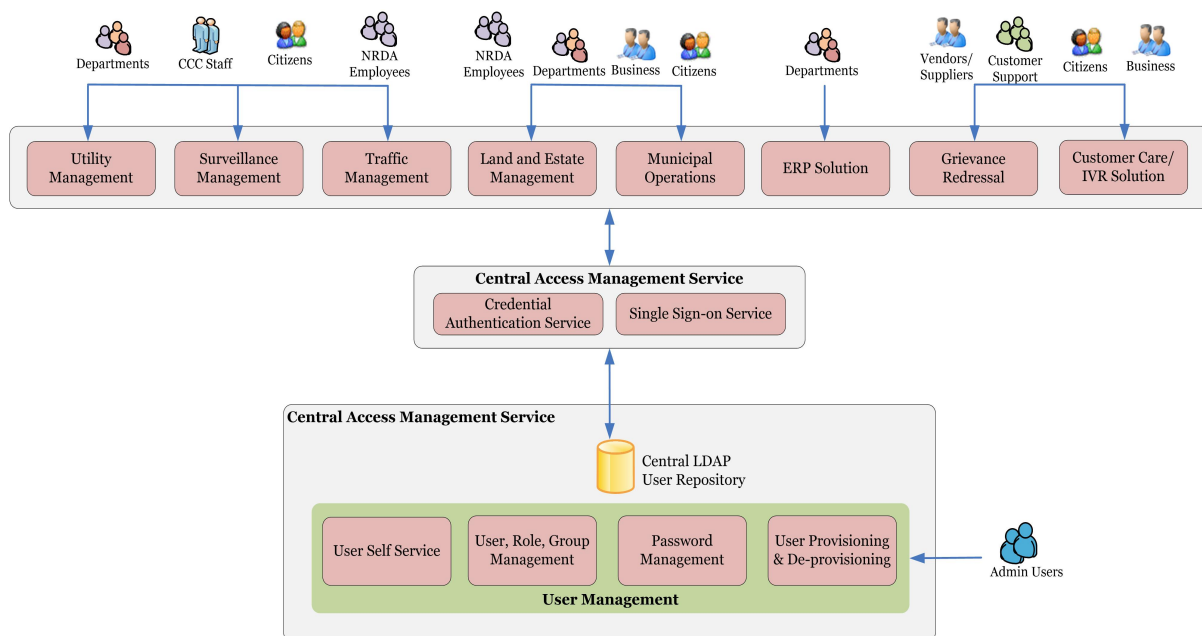 Departments
CCC Staff
Citizens
NRDA
Employees
NRDA
Employees
Departments
Business
Citizens
Departments
Vendors/
Suppliers
Customer
Support
Citizens
Business
Utility
Management
Surveillance
Management
Traffic
Management
Land and Estate
Management
Municipal
Operations
ERP Solution
Grievance
Redressal
Customer Care/
IVR Solution
Central Access Management Service
Credential
Authentication Service
Single Sign-on Service
Central Access Management Service
Central LDAP
User Repository
User Self Service
User, Role, Group
Management
Password
Management
User Provisioning
& De-provisioning
User Management
Admin Users